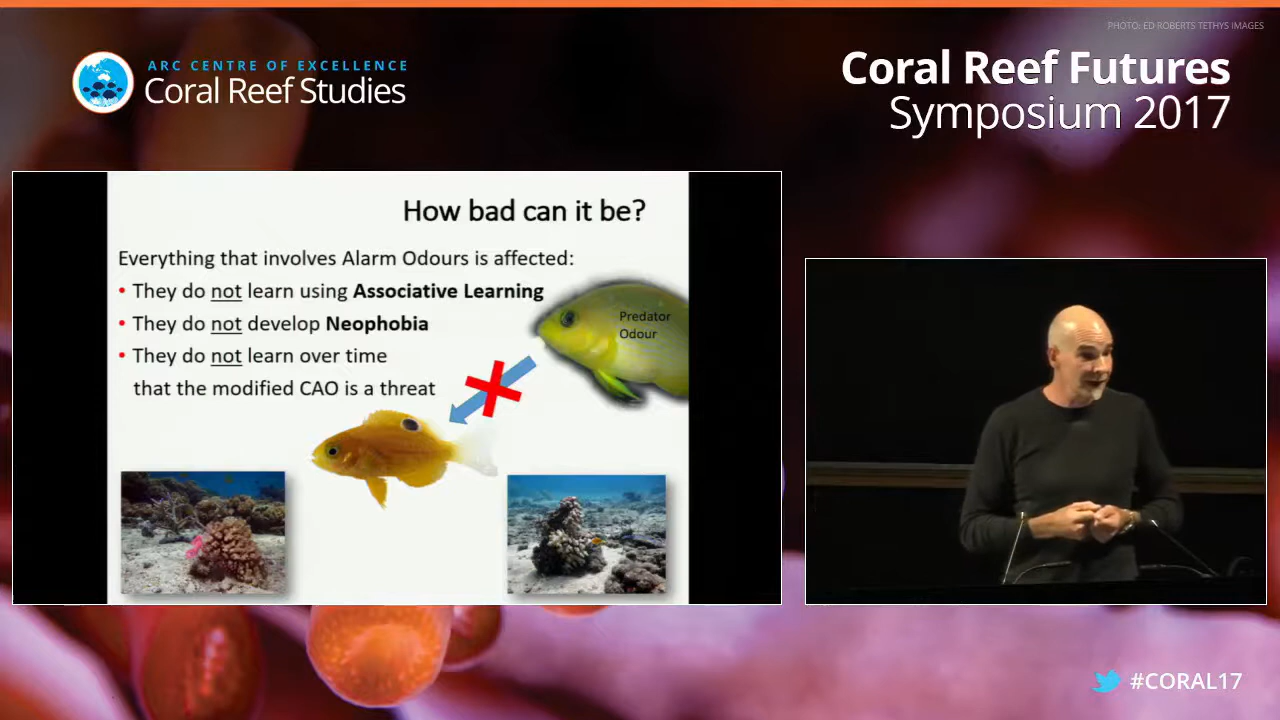 PHOTO: ED ROBERTS TETHYS IMAGES
ARC CENTRE OF EXCELLENCE
Coral Reef Studies
Coral Reef Futures
Symposium 2017
How bad can it be?
Everything that involves Alarm Odours is affected:
• They do not learn using Associative Learning
• They do not develop Neophobia
• They do not learn over time
that the modified CAO is a threat
Predator
Odour
#CORAL17